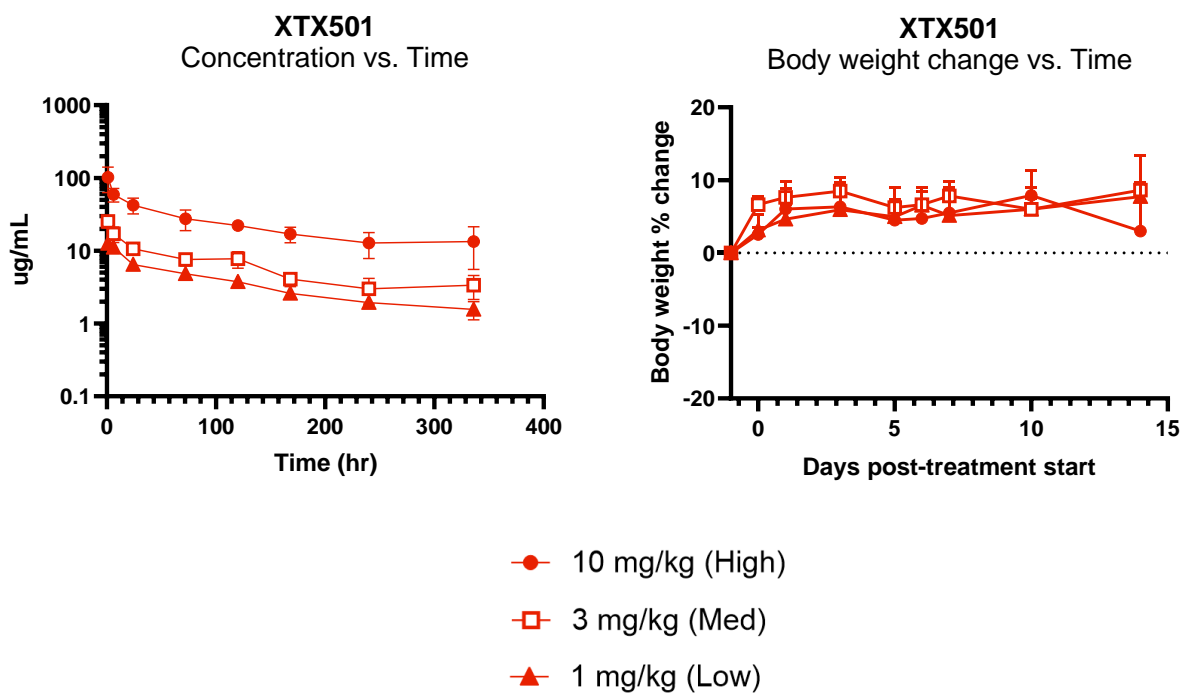 XTX501
Concentration vs. Time
1000
100
10
1
0.1
ug/mL
0
100
200
300
400
Time (hr)
XTX501
Body weight change vs. Time
20
10
0
-10
-20
Body weight % change
0
5
10
15
Days post-treatment start
10 mg/kg (High)
3 mg/kg (Med)
1 mg/kg (Low)